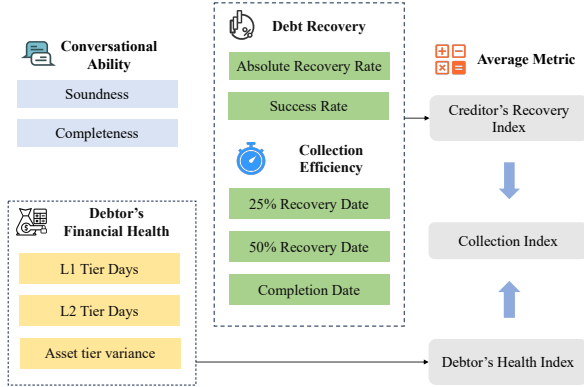 Conversational
Ability
Soundness
Completeness
Debt Recovery
Absolute Recovery Rate
Success Rate
Collection
Efficiency
25% Recovery Date
50% Recovery Date
Completion Date
Debtor's
Financial Health
L1 Tier Days
L2 Tier Days
Asset tier variance
Average Metric
Creditor's Recovery
Index
Collection Index
Debtor's Health Index